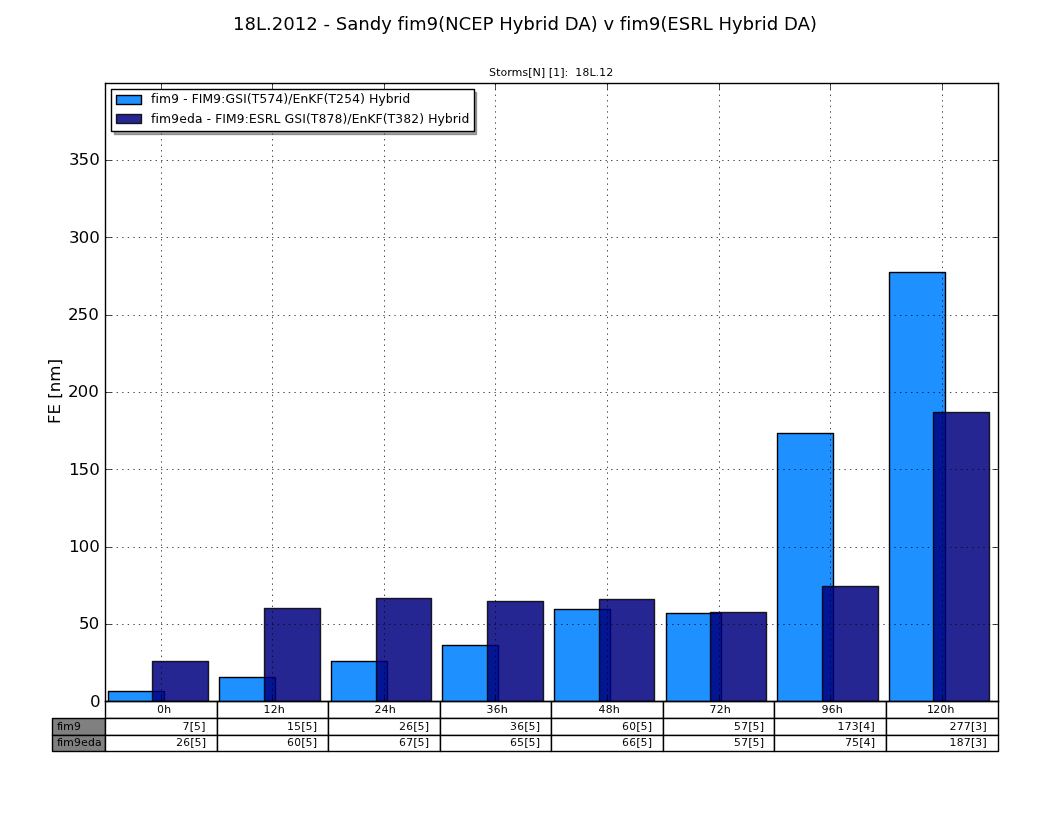 18L.2012 - Sandy fim9(NCEP Hybrid DA) v fim9(ESRL Hybrid DA)
Storms[N] [1]: 18L.12
fim9 - FIM9:GSI(T574)/EnKF(T254) Hybrid
fim9eda - FIM9:ESRL GSI(T878)/EnKF(T382) Hybrid
FE [nm]
350
300
250
200
150
100
50
0
0h 12h 24h 36h 48h 72h 96h 120h
fim9 7[5] 15[5] 26[5] 36[5] 60[5] 57[5] 173[4] 277[3]
fim9eda 26[5] 60[5] 67[5] 65[5] 66[5] 57[5] 75[4] 187[3]